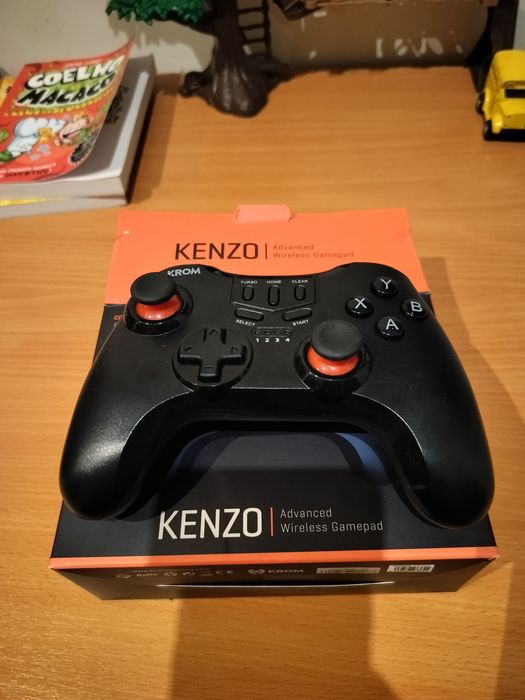 COELHO
MACACO
KENZO | Advanced
Wireless Gamepad
KROM
TURBO HOME CLEAR
SELECT START
1 2 3 4
Y
X B
A
KENZO | Advanced
Wireless Gamepad
RoHS CE KROM